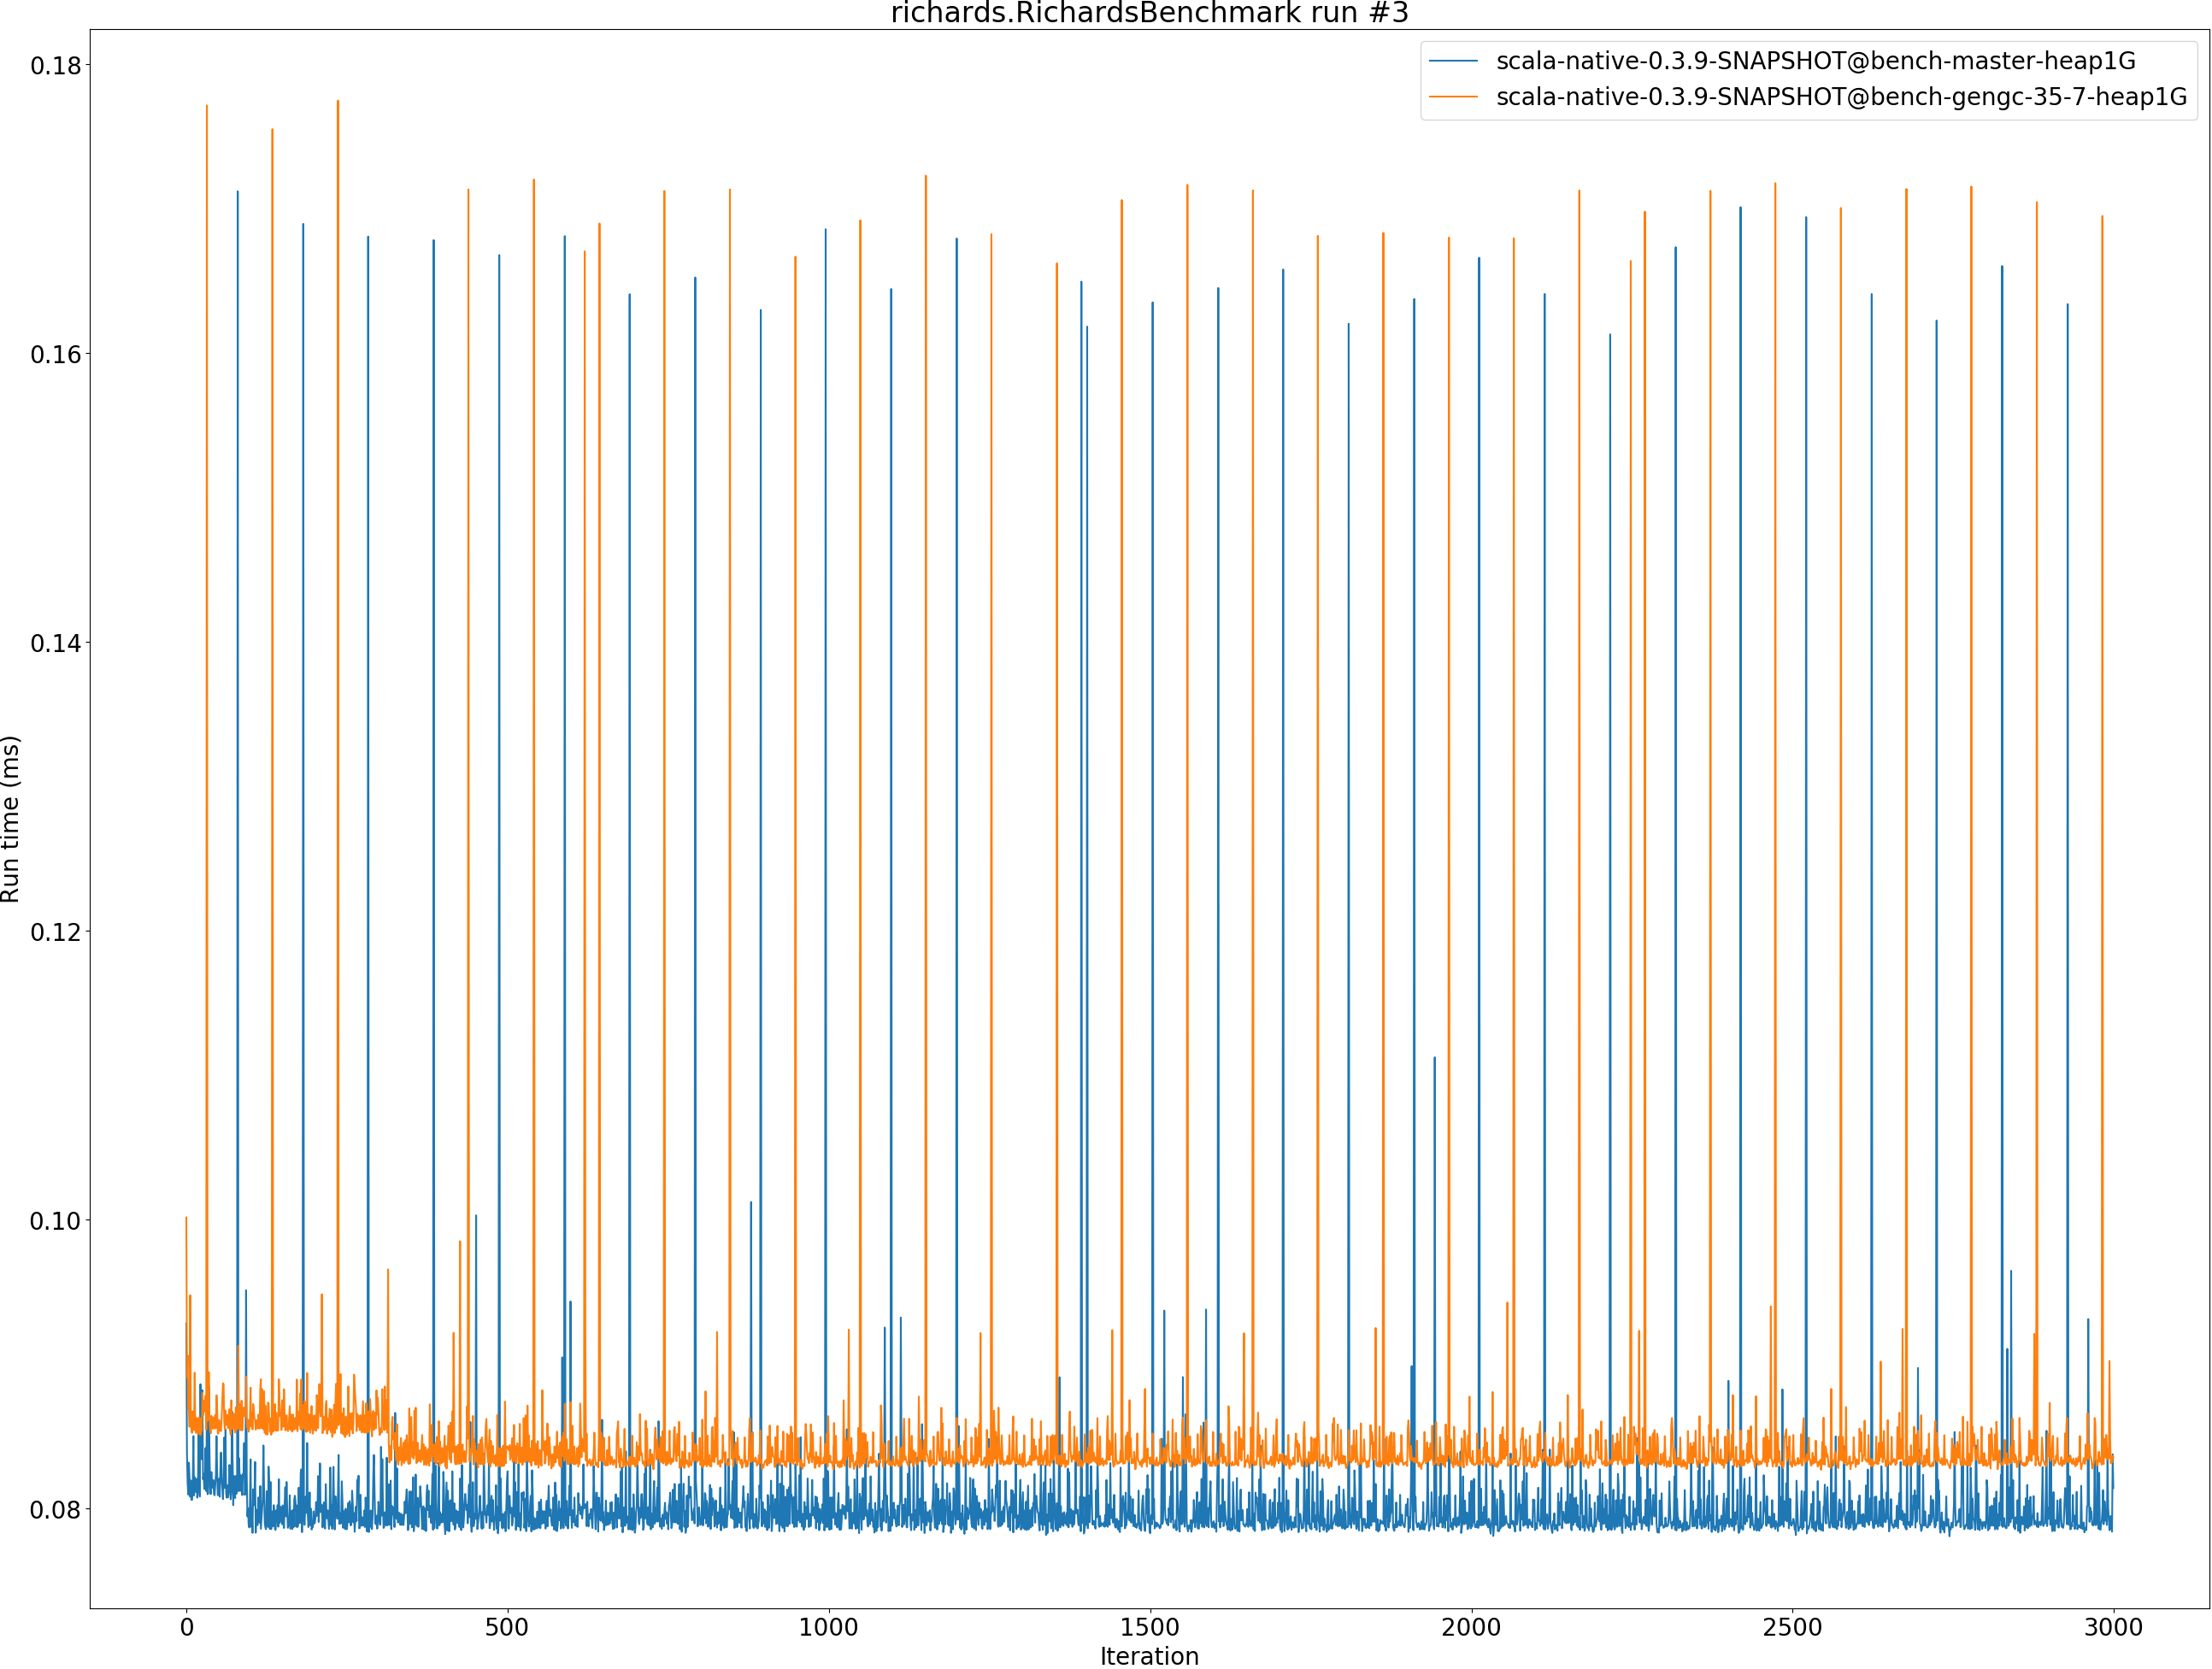 richards.RichardsBenchmark run #3
scala-native-0.3.9-SNAPSHOT@bench-master-heap1G
scala-native-0.3.9-SNAPSHOT@bench-gengc-35-7-heap1G
Run time (ms)
0.18
0.16
0.14
0.12
0.10
0.08
0 500 1000 1500 2000 2500 3000
Iteration